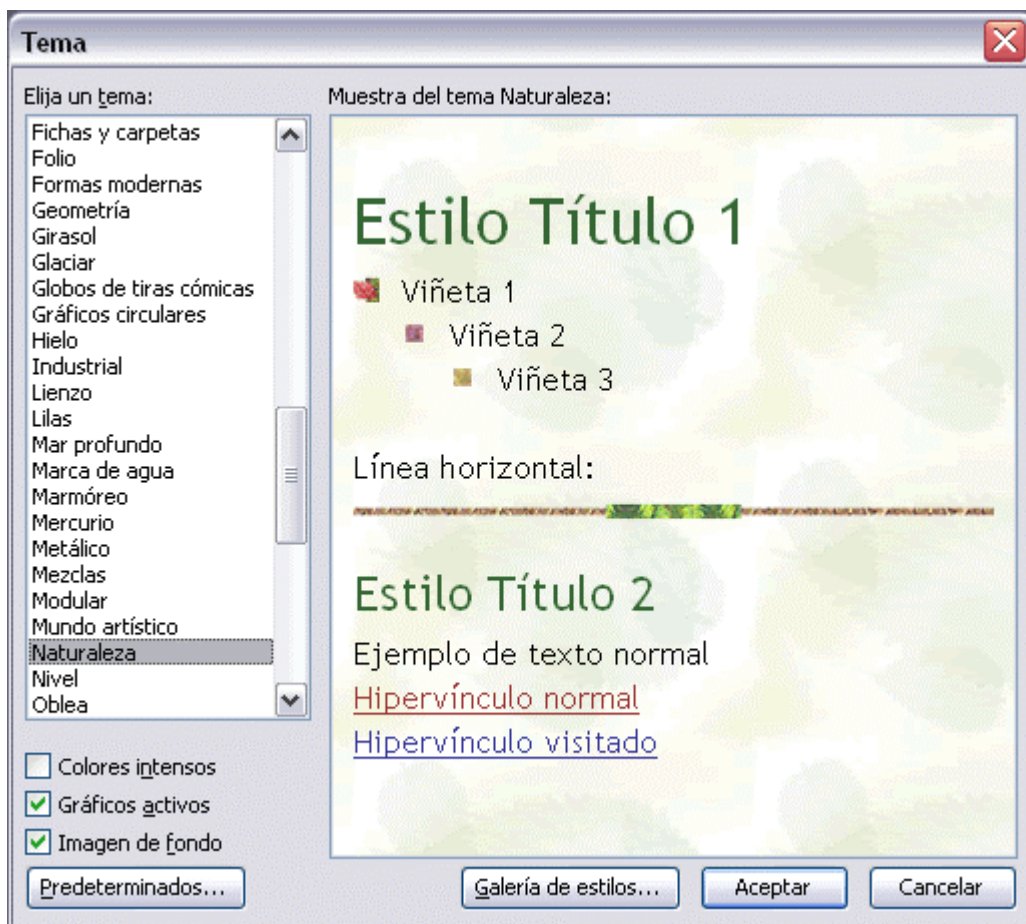 Tema
Elija un tema:
Muestra del tema Naturaleza:
Fichas y carpetas
Folio
Formas modernas
Geometría
Girasol
Glaciar
Globos de tiras cómicas
Gráficos circulares
Hielo
Industrial
Lienzo
Lilas
Mar profundo
Marca de agua
Marmóreo
Mercurio
Metálico
Mezclas
Modular
Mundo artístico
Naturaleza
Nivel
Oblea
Estilo Título 1
Viñeta 1
Viñeta 2
Viñeta 3
Línea horizontal:
Estilo Título 2
Ejemplo de texto normal
Hipervínculo normal
Hipervínculo visitado
Colores intensos
Gráficos activos
Imagen de fondo
Predeterminados...
Galería de estilos...
Aceptar
Cancelar